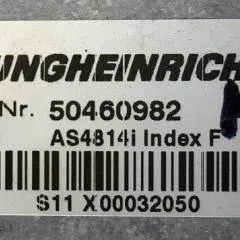 UNGHEINRICH
Nr. 50460982
AS4814i Index F
S11 X00032050